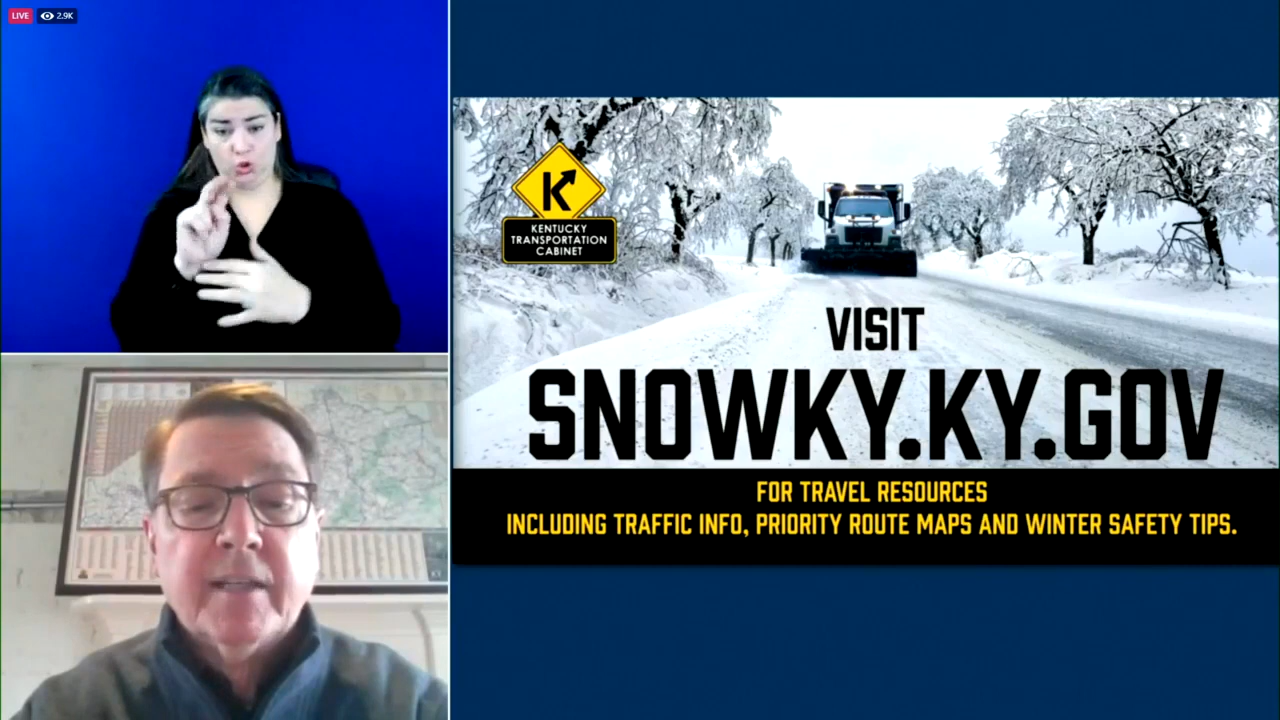 LIVE 2.9K
K
KENTUCKY
TRANSPORTATION
CABINET
VISIT
SNOWKY.KY.GOV
FOR TRAVEL RESOURCES
INCLUDING TRAFFIC INFO, PRIORITY ROUTE MAPS AND WINTER SAFETY TIPS.